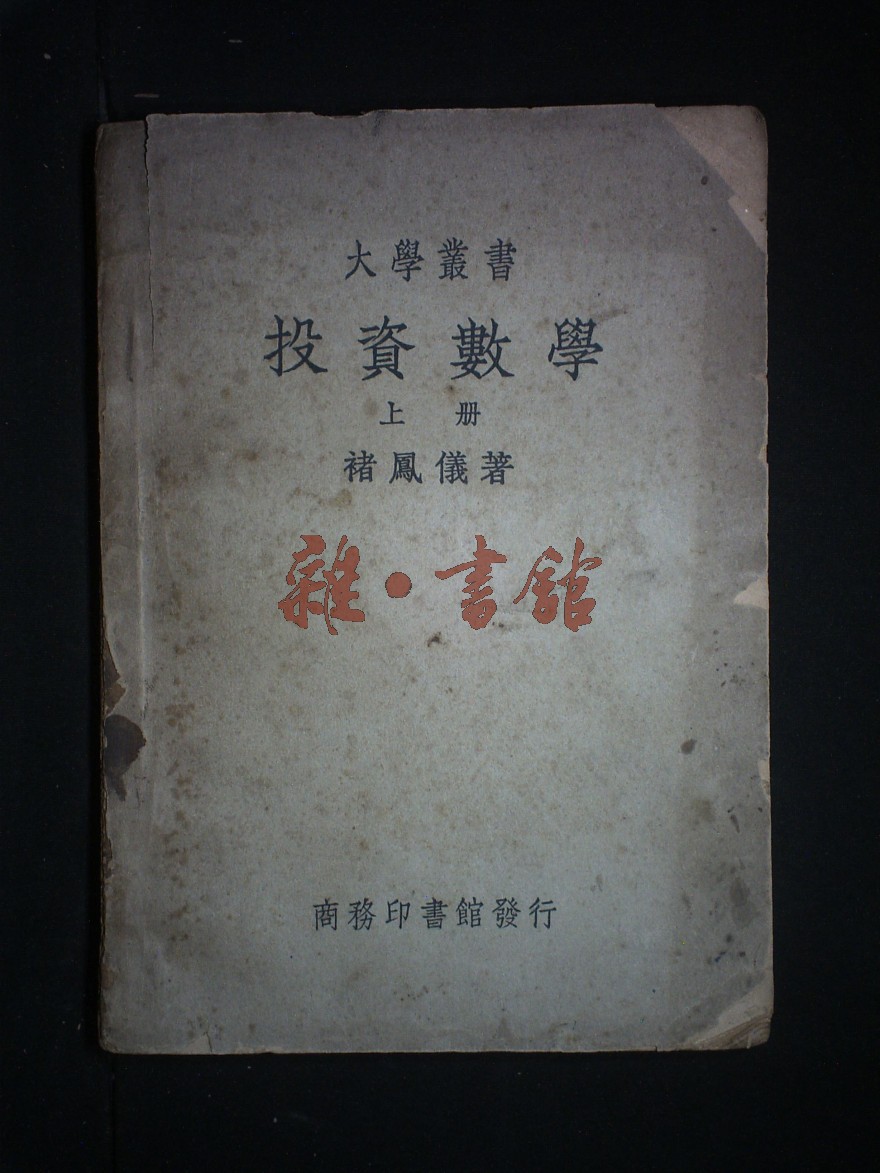 大學叢書
投資數學
上册
褚鳳儀著
雜·書舘
商務印書館發行